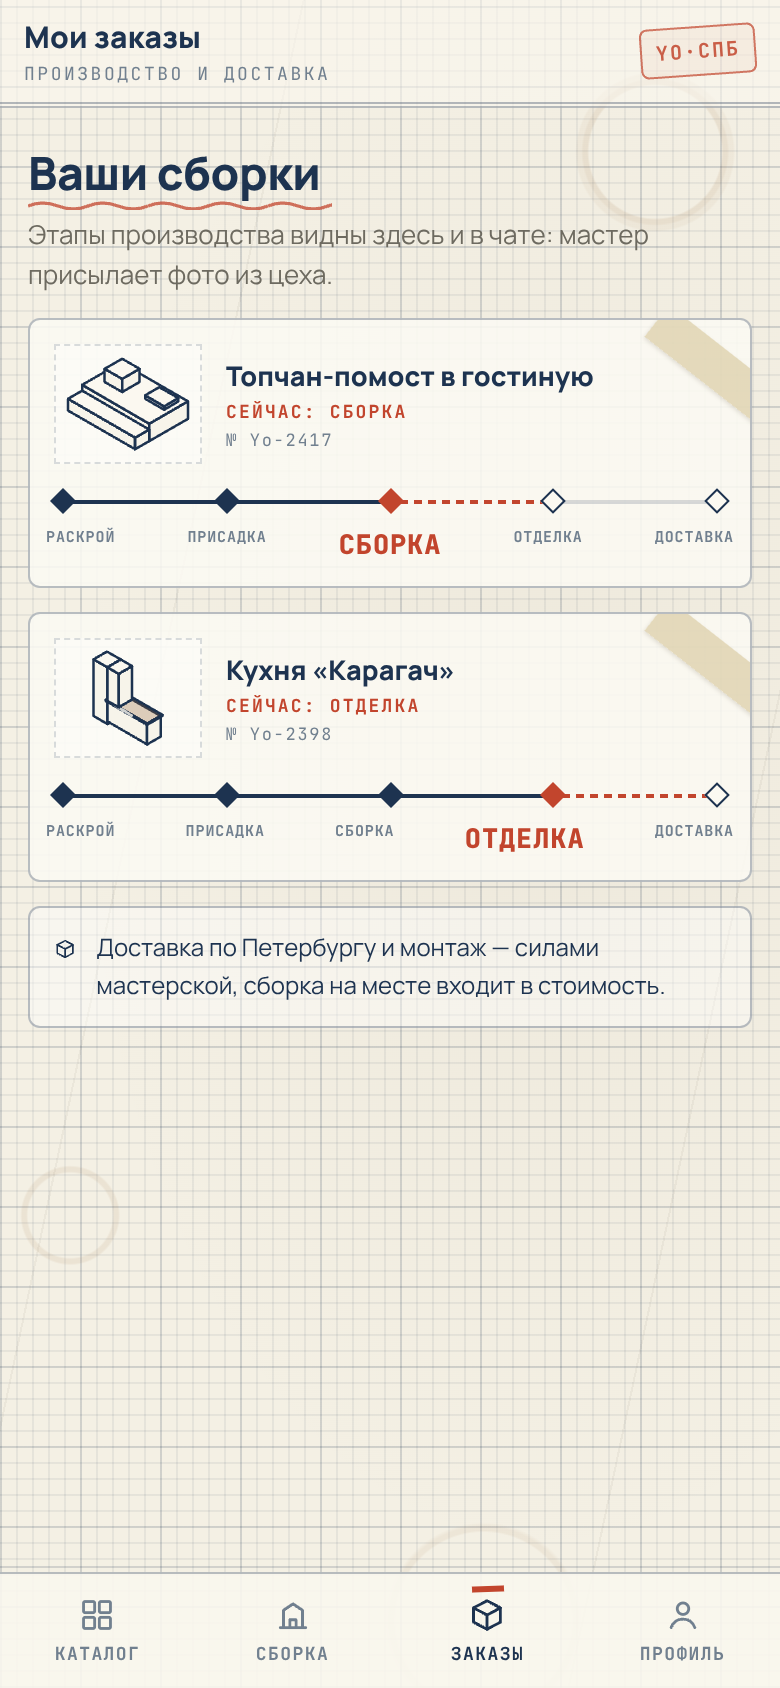 Мои заказы
ПРОИЗВОДСТВО И ДОСТАВКА
YO·СПБ
Ваши сборки
Этапы производства видны здесь и в чате: мастер
присылает фото из цеха.
Топчан-помост в гостиную
СЕЙЧАС: СБОРКА
№ Yo-2417
РАСКРОЙ ПРИСАДКА СБОРКА ОТДЕЛКА ДОСТАВКА
Кухня «Карагач»
СЕЙЧАС: ОТДЕЛКА
№ Yo-2398
РАСКРОЙ ПРИСАДКА СБОРКА ОТДЕЛКА ДОСТАВКА
Доставка по Петербургу и монтаж — силами
мастерской, сборка на месте входит в стоимость.
КАТАЛОГ СБОРКА ЗАКАЗЫ ПРОФИЛЬ